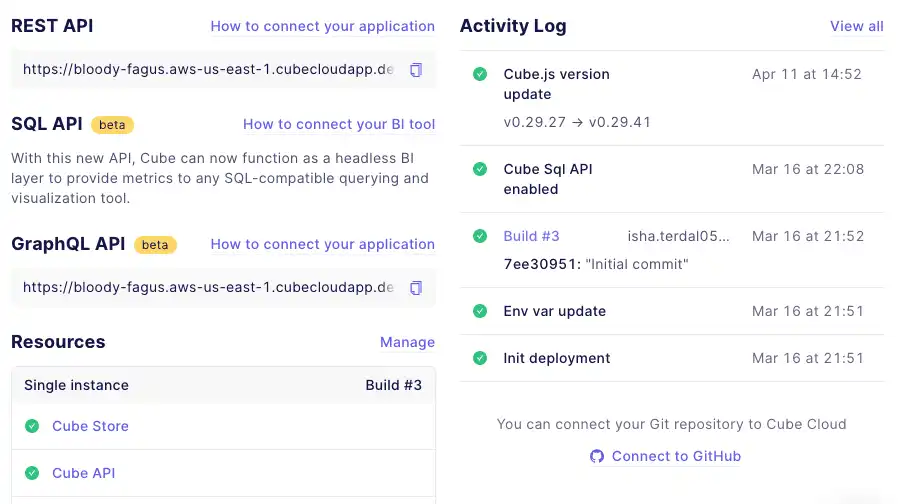 REST API
How to connect your application
https://bloody-fagus.aws-us-east-1.cubecloudapp.de
SQL API beta
How to connect your BI tool
With this new API, Cube can now function as a headless BI
layer to provide metrics to any SQL-compatible querying and
visualization tool.
GraphQL API beta
How to connect your application
https://bloody-fagus.aws-us-east-1.cubecloudapp.de
Resources
Manage
Single instance
Build #3
Cube Store
Cube API
Activity Log
View all
Cube.js version
update
Apr 11 at 14:52
v0.29.27 → v0.29.41
Cube Sql API
enabled
Mar 16 at 22:08
Build #3
isha.terdal05...
Mar 16 at 21:52
7ee30951: "Initial commit"
Env var update
Mar 16 at 21:51
Init deployment
Mar 16 at 21:51
You can connect your Git repository to Cube Cloud
Connect to GitHub